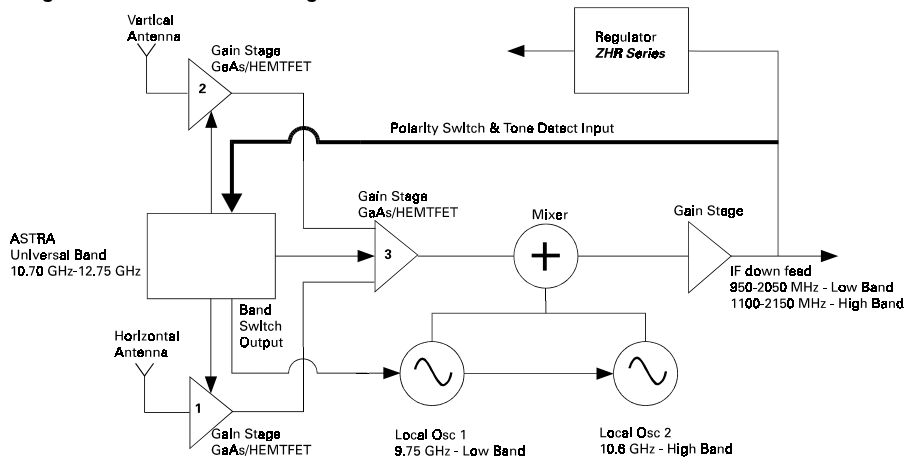 Vertical
Antenna
Gain Stage
GaAs/HEMTFET
2
Regulator
ZHR Series
Polarity Switch & Tone Detect Input
Gain Stage
GaAs/HEMTFET
3
Mixer
+
Gain Stage
ASTRA
Universal Band
10.70 GHz-12.75 GHz
IF down feed
950-2050 MHz - Low Band
1100-2150 MHz - High Band
Band
Switch
Output
Horizontal
Antenna
1
Gain Stage
GaAs/HEMTFET
Local Osc 1
9.75 GHz - Low Band
Local Osc 2
10.6 GHz - High Band